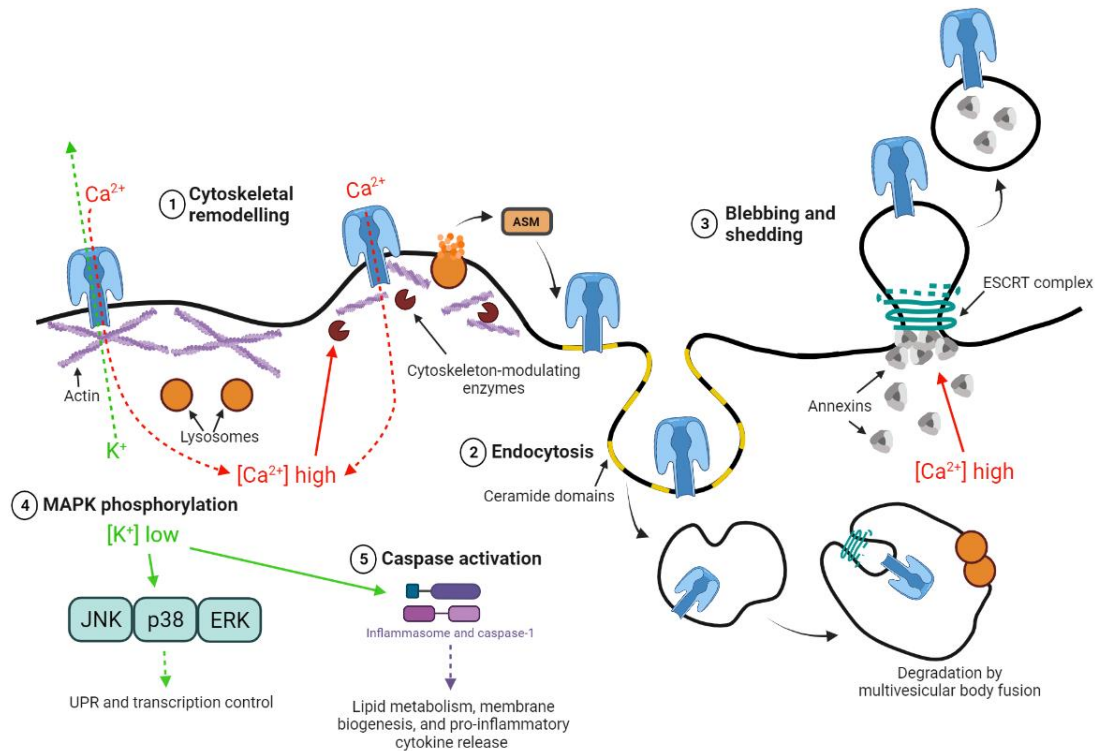 Ca²⁺
1 Cytoskeletal
remodelling
Ca²⁺
ASM
3 Blebbing and
shedding
ESCRT complex
Actin
Lysosomes
Cytoskeleton-modulating
enzymes
Annexins
K⁺
[Ca²⁺] high
2 Endocytosis
Ceramide domains
[Ca²⁺] high
4 MAPK phosphorylation
[K⁺] low
JNK p38 ERK
UPR and transcription control
5 Caspase activation
Inflammasome and caspase-1
Lipid metabolism, membrane
biogenesis, and pro-inflammatory
cytokine release
Degradation by
multivesicular body fusion